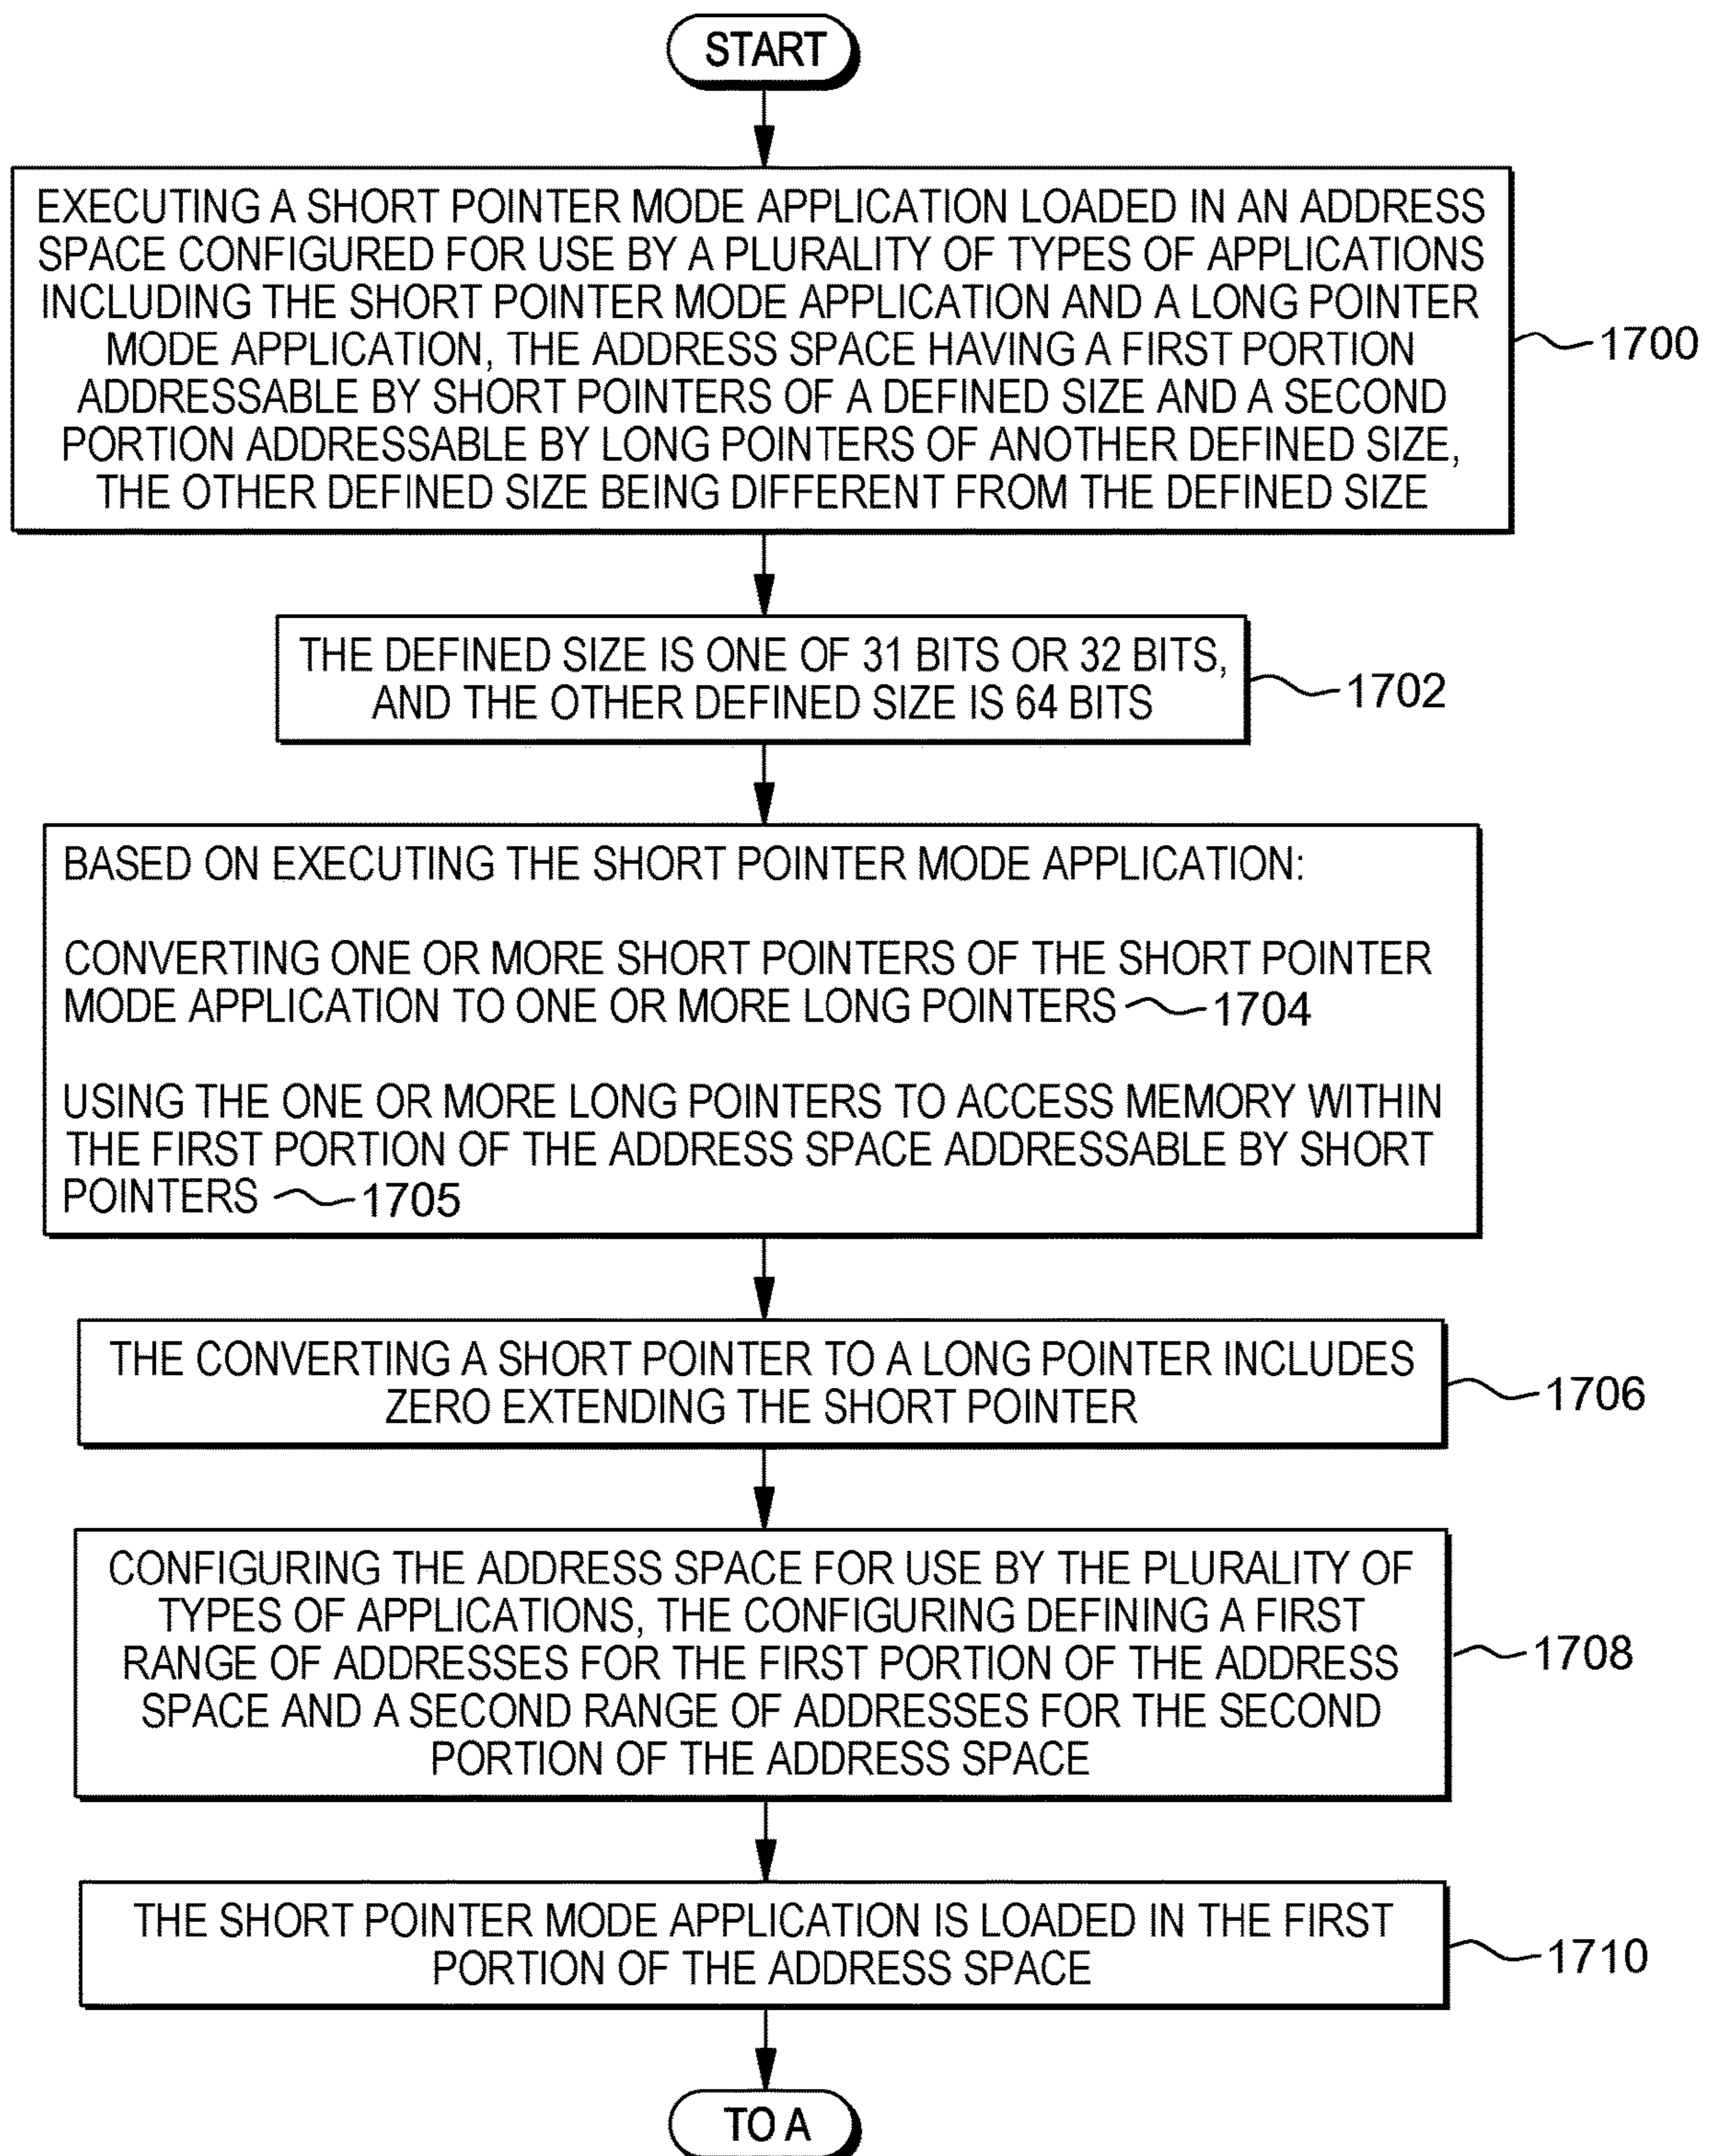 START
EXECUTING A SHORT POINTER MODE APPLICATION LOADED IN AN ADDRESS
SPACE CONFIGURED FOR USE BY A PLURALITY OF TYPES OF APPLICATIONS
INCLUDING THE SHORT POINTER MODE APPLICATION AND A LONG POINTER
MODE APPLICATION, THE ADDRESS SPACE HAVING A FIRST PORTION
ADDRESSABLE BY SHORT POINTERS OF A DEFINED SIZE AND A SECOND
PORTION ADDRESSABLE BY LONG POINTERS OF ANOTHER DEFINED SIZE,
THE OTHER DEFINED SIZE BEING DIFFERENT FROM THE DEFINED SIZE
1700
THE DEFINED SIZE IS ONE OF 31 BITS OR 32 BITS,
AND THE OTHER DEFINED SIZE IS 64 BITS
1702
BASED ON EXECUTING THE SHORT POINTER MODE APPLICATION:
CONVERTING ONE OR MORE SHORT POINTERS OF THE SHORT POINTER
MODE APPLICATION TO ONE OR MORE LONG POINTERS 1704
USING THE ONE OR MORE LONG POINTERS TO ACCESS MEMORY WITHIN
THE FIRST PORTION OF THE ADDRESS SPACE ADDRESSABLE BY SHORT
POINTERS 1705
THE CONVERTING A SHORT POINTER TO A LONG POINTER INCLUDES
ZERO EXTENDING THE SHORT POINTER
1706
CONFIGURING THE ADDRESS SPACE FOR USE BY THE PLURALITY OF
TYPES OF APPLICATIONS, THE CONFIGURING DEFINING A FIRST
RANGE OF ADDRESSES FOR THE FIRST PORTION OF THE ADDRESS
SPACE AND A SECOND RANGE OF ADDRESSES FOR THE SECOND
PORTION OF THE ADDRESS SPACE
1708
THE SHORT POINTER MODE APPLICATION IS LOADED IN THE FIRST
PORTION OF THE ADDRESS SPACE
1710
TO A